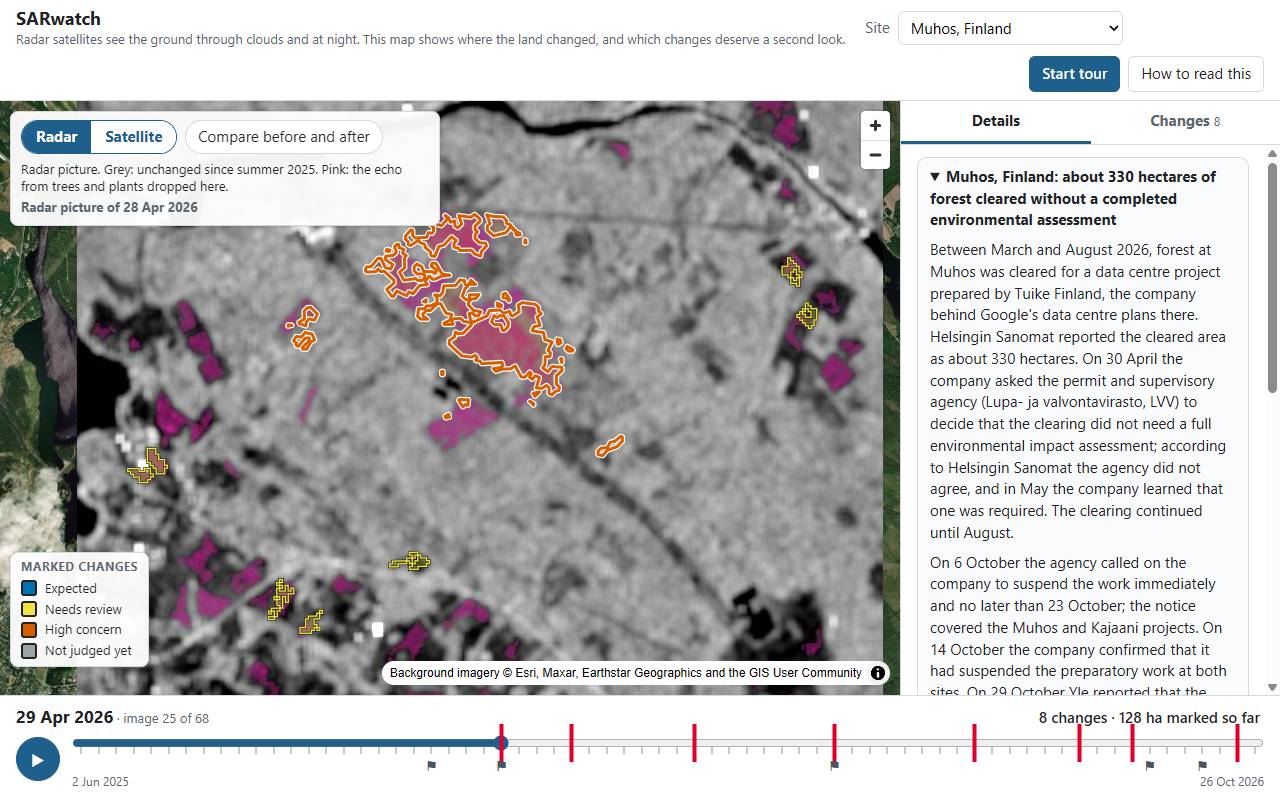 SARwatch
Radar satellites see the ground through clouds and at night. This map shows where the land changed, and which changes deserve a second look.
Site
Muhos, Finland
Start tour
How to read this
Radar
Satellite
Compare before and after
Radar picture. Grey: unchanged since summer 2025. Pink: the echo
from trees and plants dropped here.
Radar picture of 28 Apr 2026
+
−
MARKED CHANGES
Expected
Needs review
High concern
Not judged yet
Background imagery © Esri, Maxar, Earthstar Geographics and the GIS User Community
Details
Changes 8
▼ Muhos, Finland: about 330 hectares of
forest cleared without a completed
environmental assessment
Between March and August 2026, forest at
Muhos was cleared for a data centre project
prepared by Tuike Finland, the company
behind Google's data centre plans there.
Helsingin Sanomat reported the cleared area
as about 330 hectares. On 30 April the
company asked the permit and supervisory
agency (Lupa- ja valvontavirasto, LVV) to
decide that the clearing did not need a full
environmental impact assessment; according
to Helsingin Sanomat the agency did not
agree, and in May the company learned that
one was required. The clearing continued
until August.
On 6 October the agency called on the
company to suspend the work immediately
and no later than 23 October; the notice
covered the Muhos and Kajaani projects. On
14 October the company confirmed that it
had suspended the preparatory work at both
sites. On 29 October Yle reported that the
29 Apr 2026 · image 25 of 68
8 changes · 128 ha marked so far
2 Jun 2025
26 Oct 2026